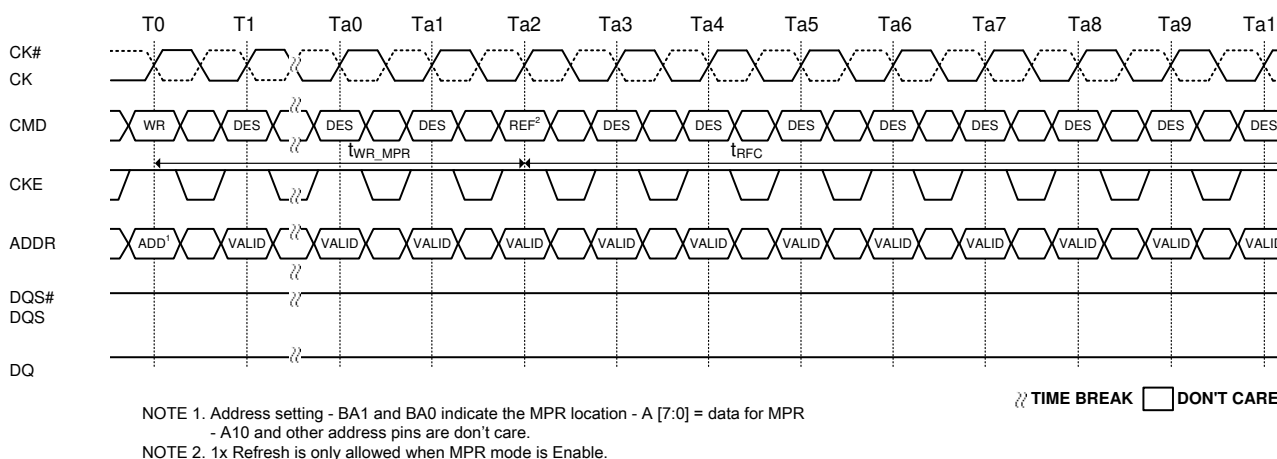 T0 T1 Ta0 Ta1 Ta2 Ta3 Ta4 Ta5 Ta6 Ta7 Ta8 Ta9 Ta1
CK#
CK
CMD WR DES DES DES REF2 DES DES DES DES DES DES DES DES
tWR_MPR tRFC
CKE
ADDR ADD1 VALID VALID VALID VALID VALID VALID VALID VALID VALID VALID VALID VALID
DQS#
DQS
DQ
TIME BREAK DON'T CARE
NOTE 1. Address setting - BA1 and BA0 indicate the MPR location - A [7:0] = data for MPR
- A10 and other address pins are don't care.
NOTE 2. 1x Refresh is only allowed when MPR mode is Enable.